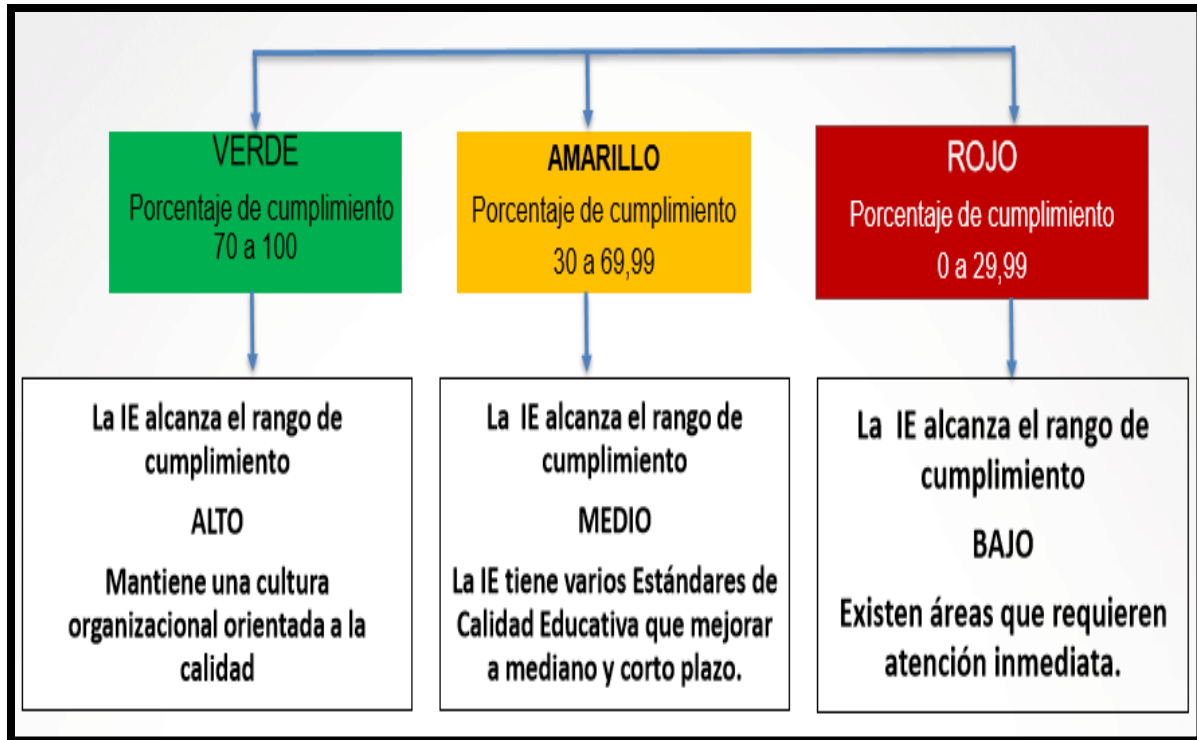 VERDE
Porcentaje de cumplimiento
70 a 100
AMARILLO
Porcentaje de cumplimiento
30 a 69,99
ROJO
Porcentaje de cumplimiento
0 a 29,99
La IE alcanza el rango de
cumplimiento
ALTO
Mantiene una cultura
organizacional orientada a la
calidad
La IE alcanza el rango de
cumplimiento
MEDIO
La IE tiene varios Estándares de
Calidad Educativa que mejorar
a mediano y corto plazo.
La IE alcanza el rango de
cumplimiento
BAJO
Existen áreas que requieren
atención inmediata.